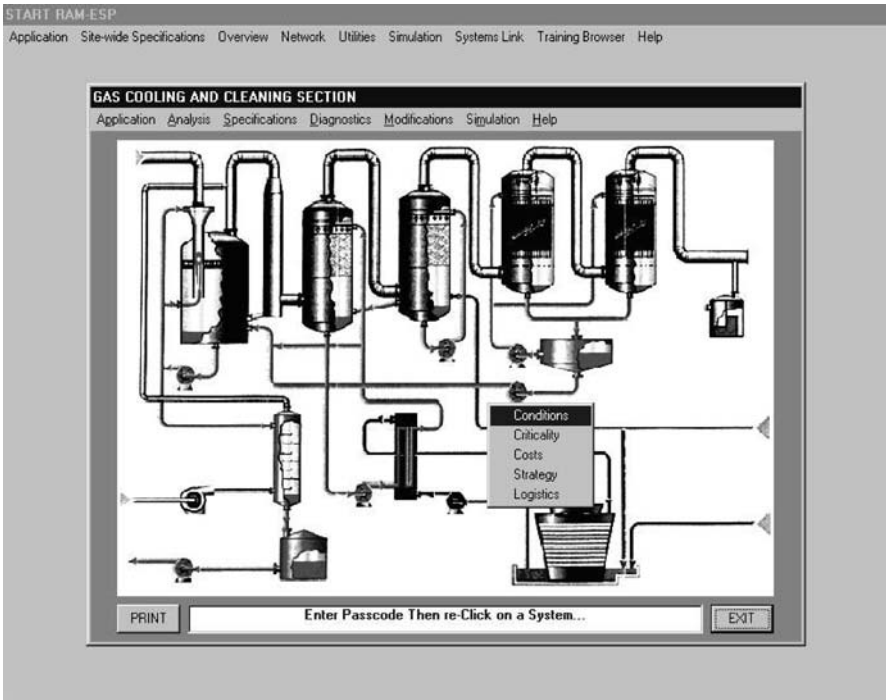 START RAM-ESP
Application Site-wide Specifications Overview Network Utilities Simulation Systems Link Training Browser Help
GAS COOLING AND CLEANING SECTION
Application Analysis Specifications Diagnostics Modifications Simulation Help
Conditions
Criticality
Costs
Strategy
Logistics
PRINT Enter Passcode Then re-Click on a System... EXIT